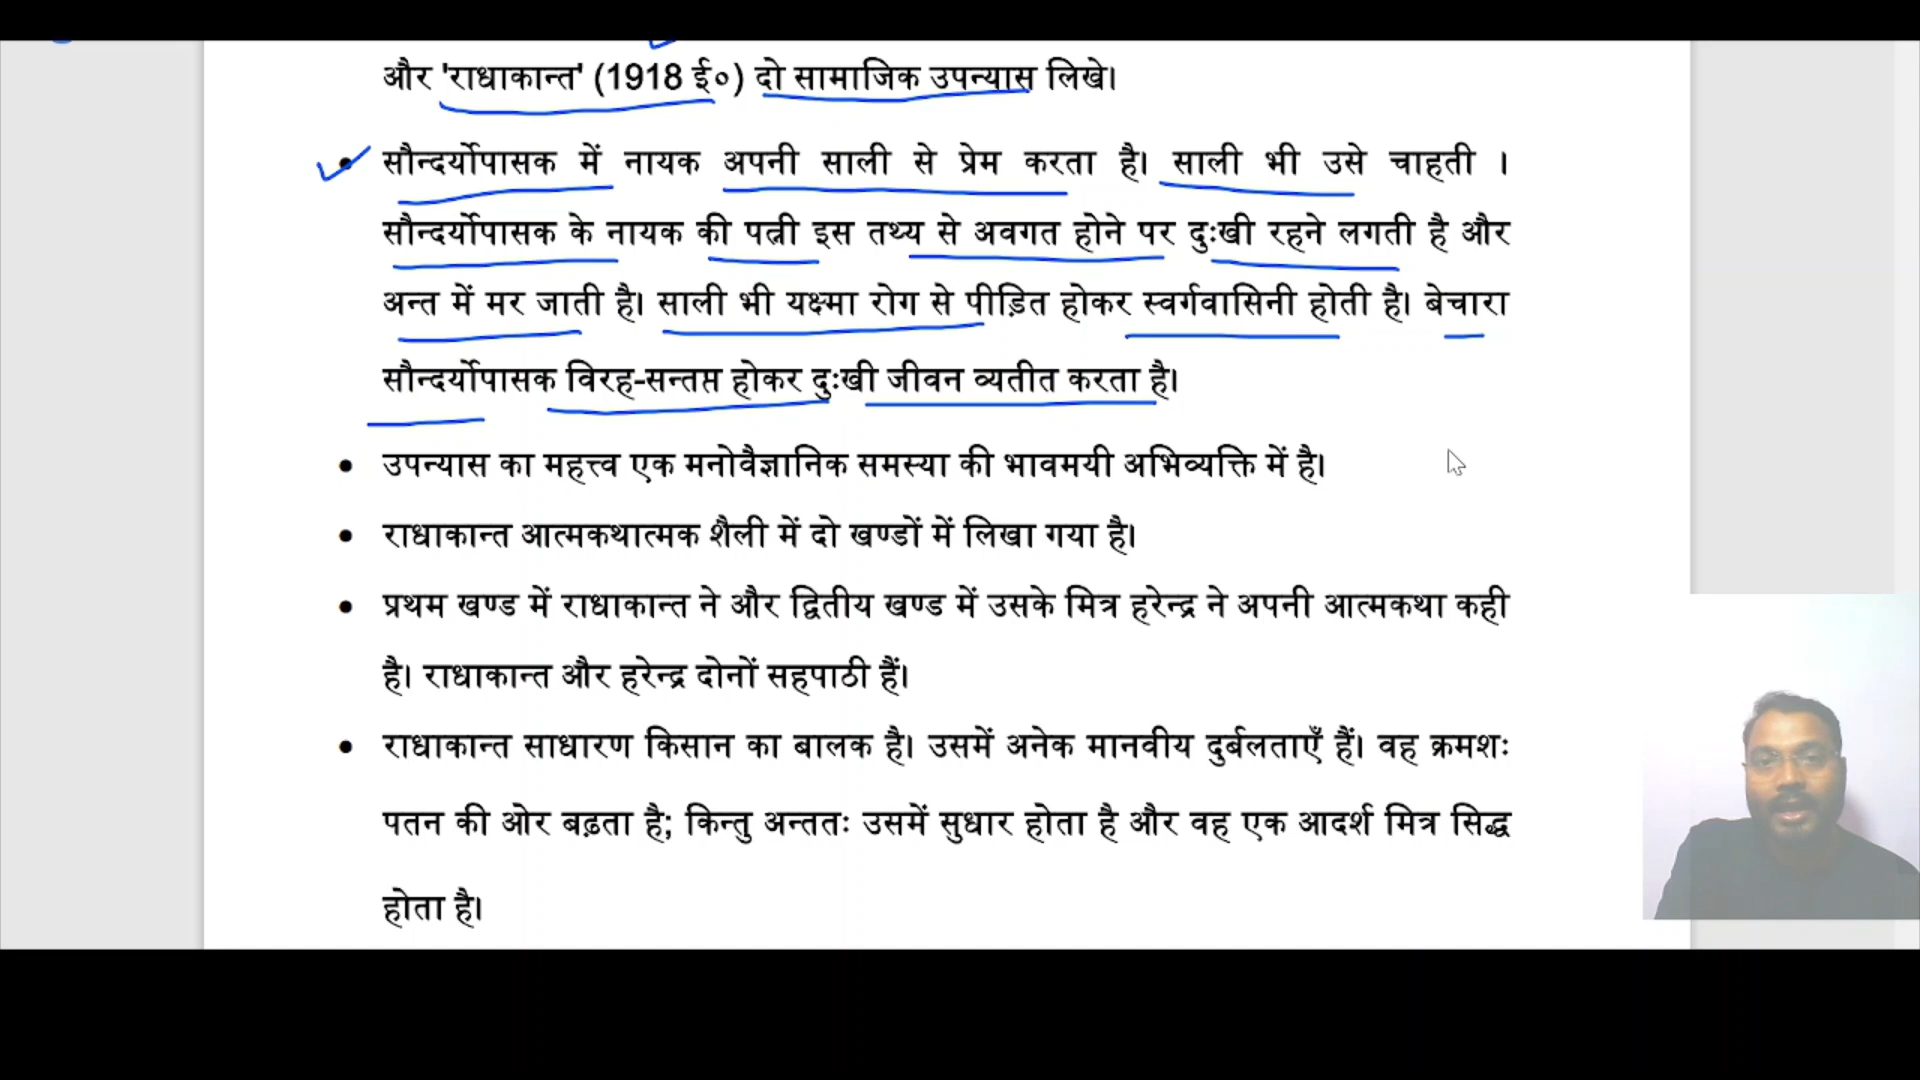 और 'राधाकान्त' (1918 ई०) दो सामाजिक उपन्यास लिखे।
• सौन्दर्योपासक में नायक अपनी साली से प्रेम करता है। साली भी उसे चाहती ।
सौन्दर्योपासक के नायक की पत्नी इस तथ्य से अवगत होने पर दुःखी रहने लगती है और
अन्त में मर जाती है। साली भी यक्ष्मा रोग से पीड़ित होकर स्वर्गवासिनी होती है। बेचारा
सौन्दर्योपासक विरह-सन्तप्त होकर दुःखी जीवन व्यतीत करता है।
• उपन्यास का महत्त्व एक मनोवैज्ञानिक समस्या की भावमयी अभिव्यक्ति में है।
• राधाकान्त आत्मकथात्मक शैली में दो खण्डों में लिखा गया है।
• प्रथम खण्ड में राधाकान्त ने और द्वितीय खण्ड में उसके मित्र हरेन्द्र ने अपनी आत्मकथा कही
है। राधाकान्त और हरेन्द्र दोनों सहपाठी हैं।
• राधाकान्त साधारण किसान का बालक है। उसमें अनेक मानवीय दुर्बलताएँ हैं। वह क्रमशः
पतन की ओर बढ़ता है; किन्तु अन्ततः उसमें सुधार होता है और वह एक आदर्श मित्र सिद्ध
होता है।